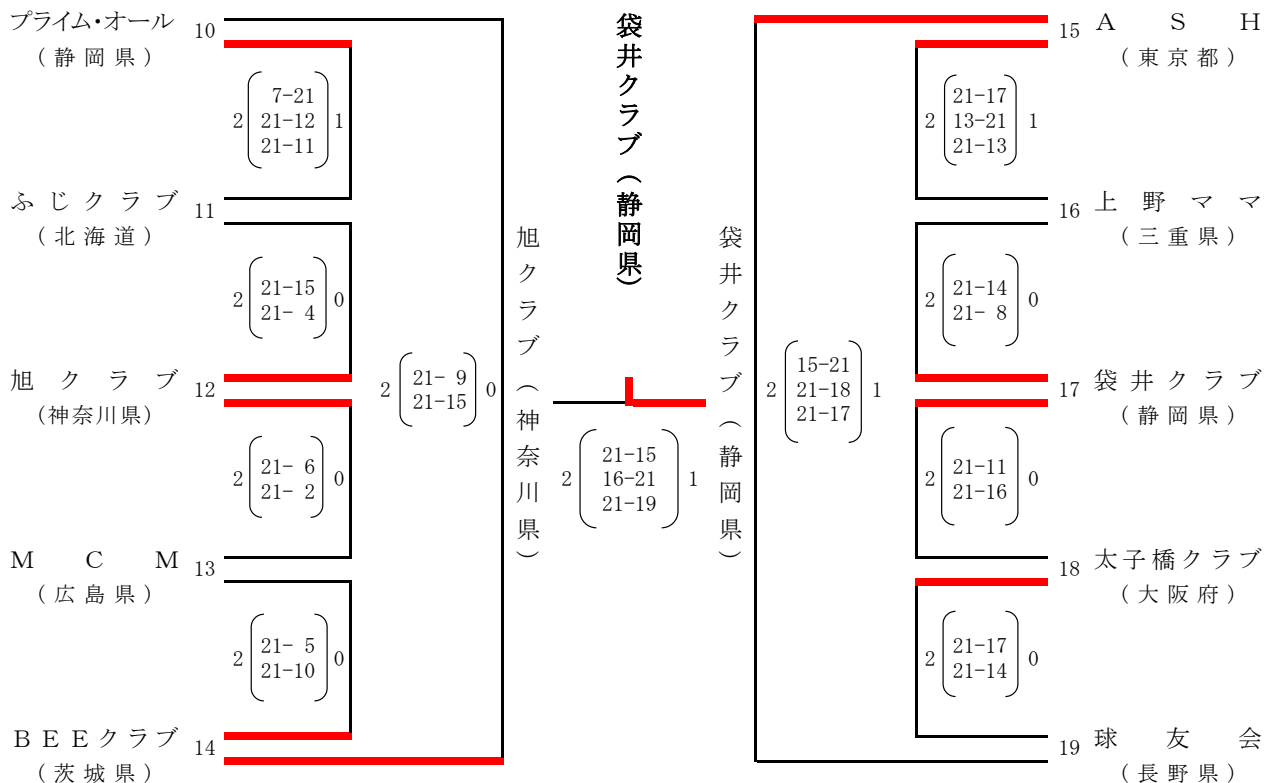 プライム・オール 10
(静岡県)
2 7-21 1
21-12
21-11
ふじクラブ 11
(北海道)
2 21-15 0
21- 4
旭クラブ 12
(神奈川県)
2 21- 6 0
21- 2
MCM 13
(広島県)
2 21- 5 0
21-10
BEEクラブ 14
(茨城県)
2 21- 9 0
21-15
旭クラブ(神奈川県)
袋井クラブ(静岡県)
2 21-15 1
16-21
21-19
袋井クラブ(静岡県)
2 15-21 1
21-18
21-17
15 ASH
(東京都)
2 21-17 1
13-21
21-13
16 上野ママ
(三重県)
2 21-14 0
21- 8
17 袋井クラブ
(静岡県)
2 21-11 0
21-16
18 太子橋クラブ
(大阪府)
2 21-17 0
21-14
19 球友会
(長野県)